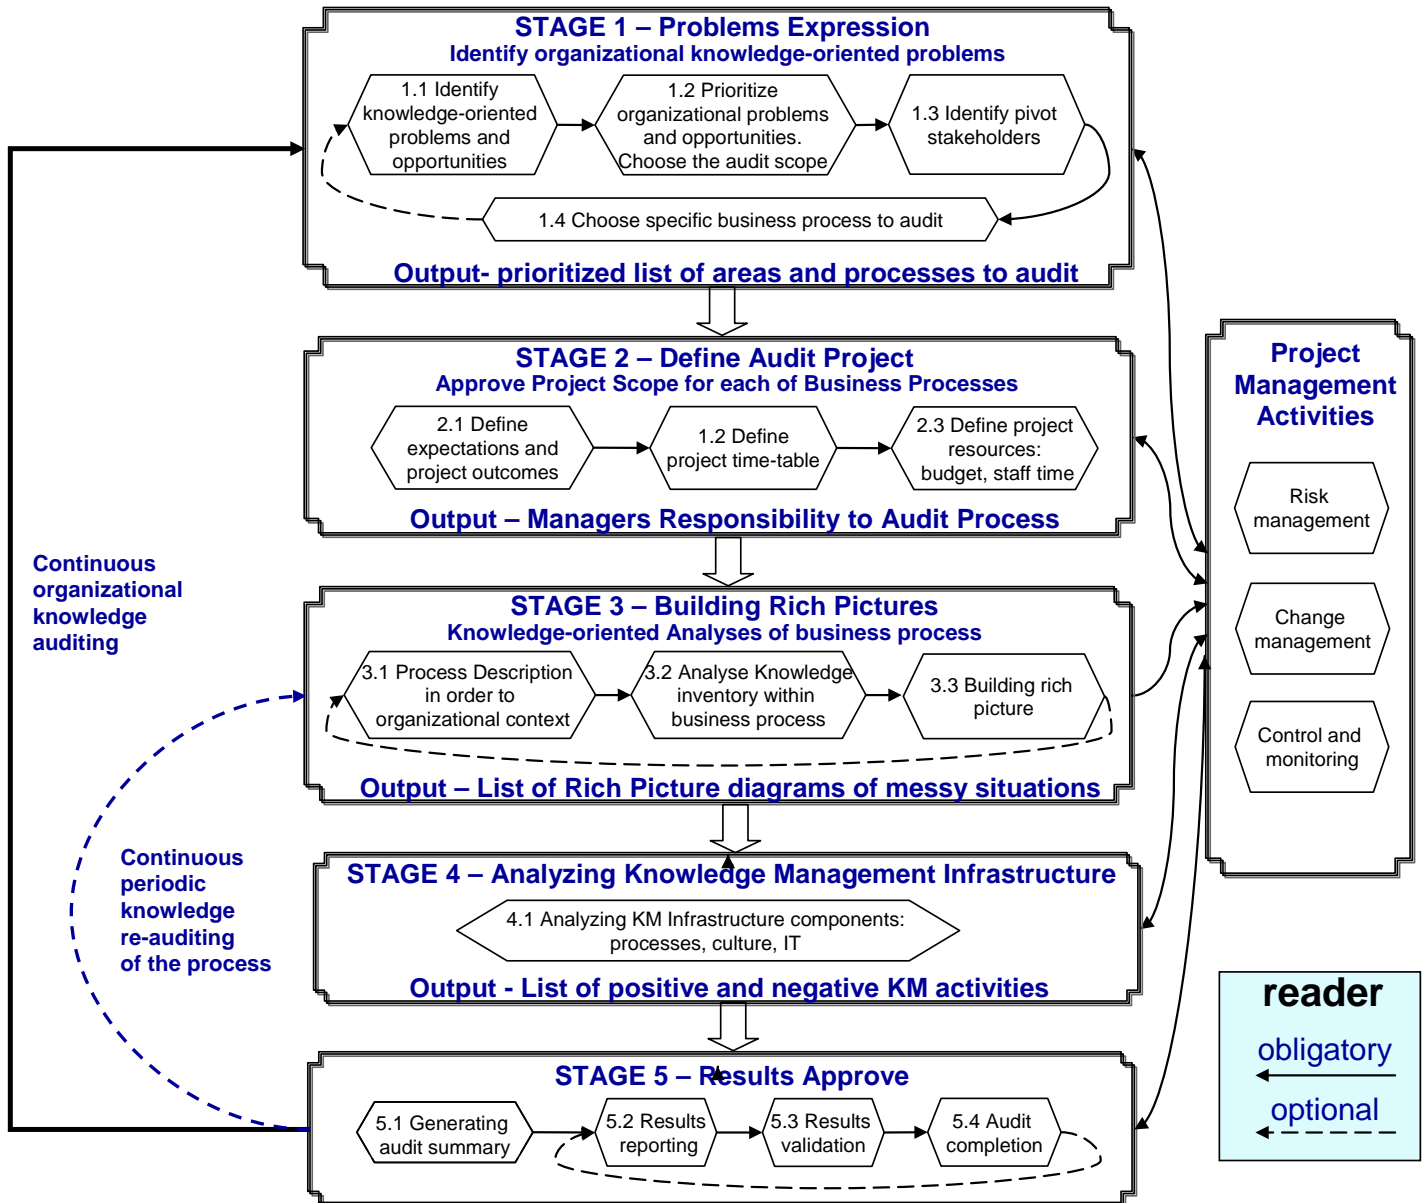 STAGE 1 – Problems Expression
Identify organizational knowledge-oriented problems
1.1 Identify
knowledge-oriented
problems and
opportunities
1.2 Prioritize
organizational problems
and opportunities.
Choose the audit scope
1.3 Identify pivot
stakeholders
1.4 Choose specific business process to audit
Output- prioritized list of areas and processes to audit
STAGE 2 – Define Audit Project
Approve Project Scope for each of Business Processes
2.1 Define
expectations and
project outcomes
1.2 Define
project time-table
2.3 Define project
resources:
budget, staff time
Output – Managers Responsibility to Audit Process
STAGE 3 – Building Rich Pictures
Knowledge-oriented Analyses of business process
3.1 Process Description
in order to
organizational context
3.2 Analyse Knowledge
inventory within
business process
3.3 Building rich
picture
Output – List of Rich Picture diagrams of messy situations
STAGE 4 – Analyzing Knowledge Management Infrastructure
4.1 Analyzing KM Infrastructure components:
processes, culture, IT
Output - List of positive and negative KM activities
STAGE 5 – Results Approve
5.1 Generating
audit summary
5.2 Results
reporting
5.3 Results
validation
5.4 Audit
completion
Continuous
organizational
knowledge
auditing
Continuous
periodic
knowledge
re-auditing
of the process
Project
Management
Activities
Risk
management
Change
management
Control and
monitoring
reader
obligatory
optional